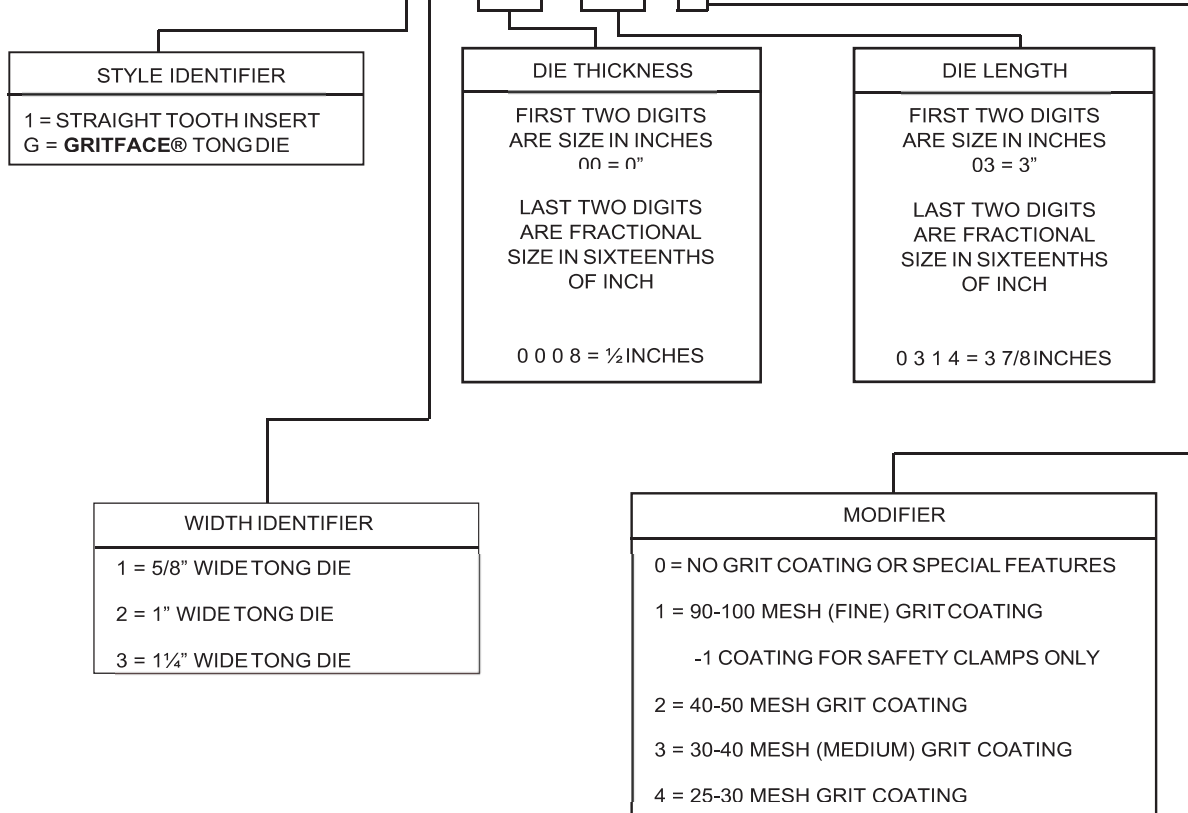 STYLE IDENTIFIER
1 = STRAIGHT TOOTH INSERT
G = GRITFACE® TONG DIE
DIE THICKNESS
FIRST TWO DIGITS
ARE SIZE IN INCHES
00 = 0”
LAST TWO DIGITS
ARE FRACTIONAL
SIZE IN SIXTEENTHS
OF INCH
0 0 0 8 = ½ INCHES
DIE LENGTH
FIRST TWO DIGITS
ARE SIZE IN INCHES
03 = 3”
LAST TWO DIGITS
ARE FRACTIONAL
SIZE IN SIXTEENTHS
OF INCH
0 3 1 4 = 3 7/8 INCHES
WIDTH IDENTIFIER
1 = 5/8” WIDE TONG DIE
2 = 1” WIDE TONG DIE
3 = 1¼” WIDE TONG DIE
MODIFIER
0 = NO GRIT COATING OR SPECIAL FEATURES
1 = 90-100 MESH (FINE) GRIT COATING
-1 COATING FOR SAFETY CLAMPS ONLY
2 = 40-50 MESH GRIT COATING
3 = 30-40 MESH (MEDIUM) GRIT COATING
4 = 25-30 MESH GRIT COATING